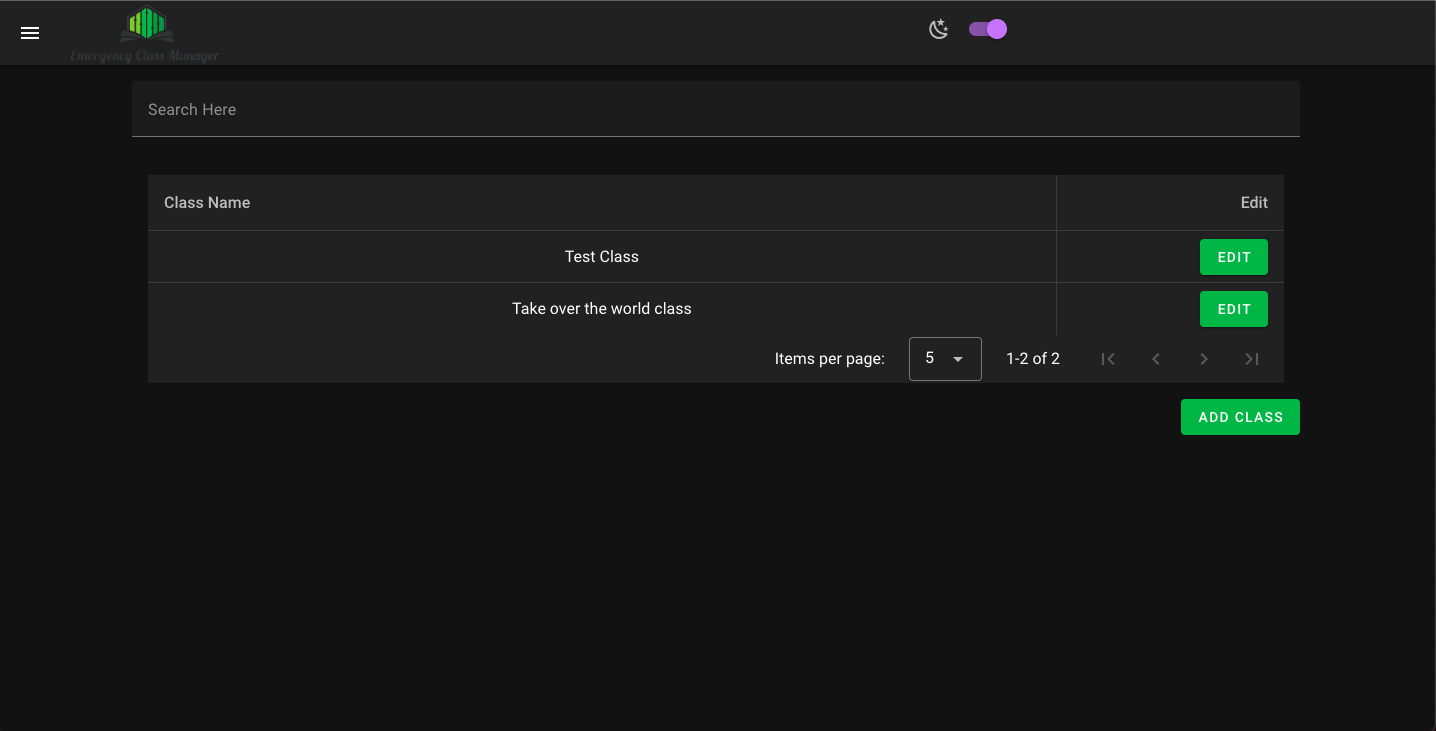 Emergency Class Manager
Search Here
Class Name Edit
Test Class EDIT
Take over the world class EDIT
Items per page: 5 1-2 of 2
ADD CLASS